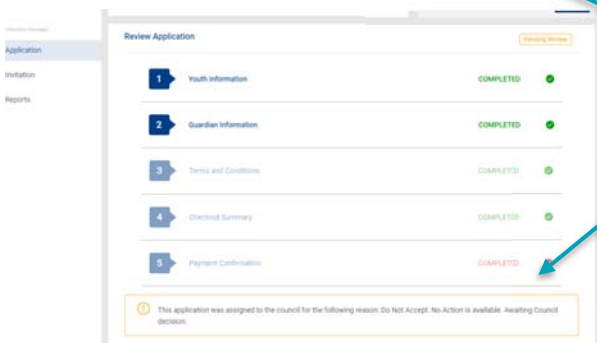 Review Application
Pending Review
Application
Invitation
Reports
1 Youth Information COMPLETED
2 Guardian Information COMPLETED
3 Terms and Conditions COMPLETED
4 Checkout Summary COMPLETED
5 Payment Confirmation COMPLETED
This application was assigned to the council for the following reason: Do Not Accept. No Action is available. Awaiting Council
decision.